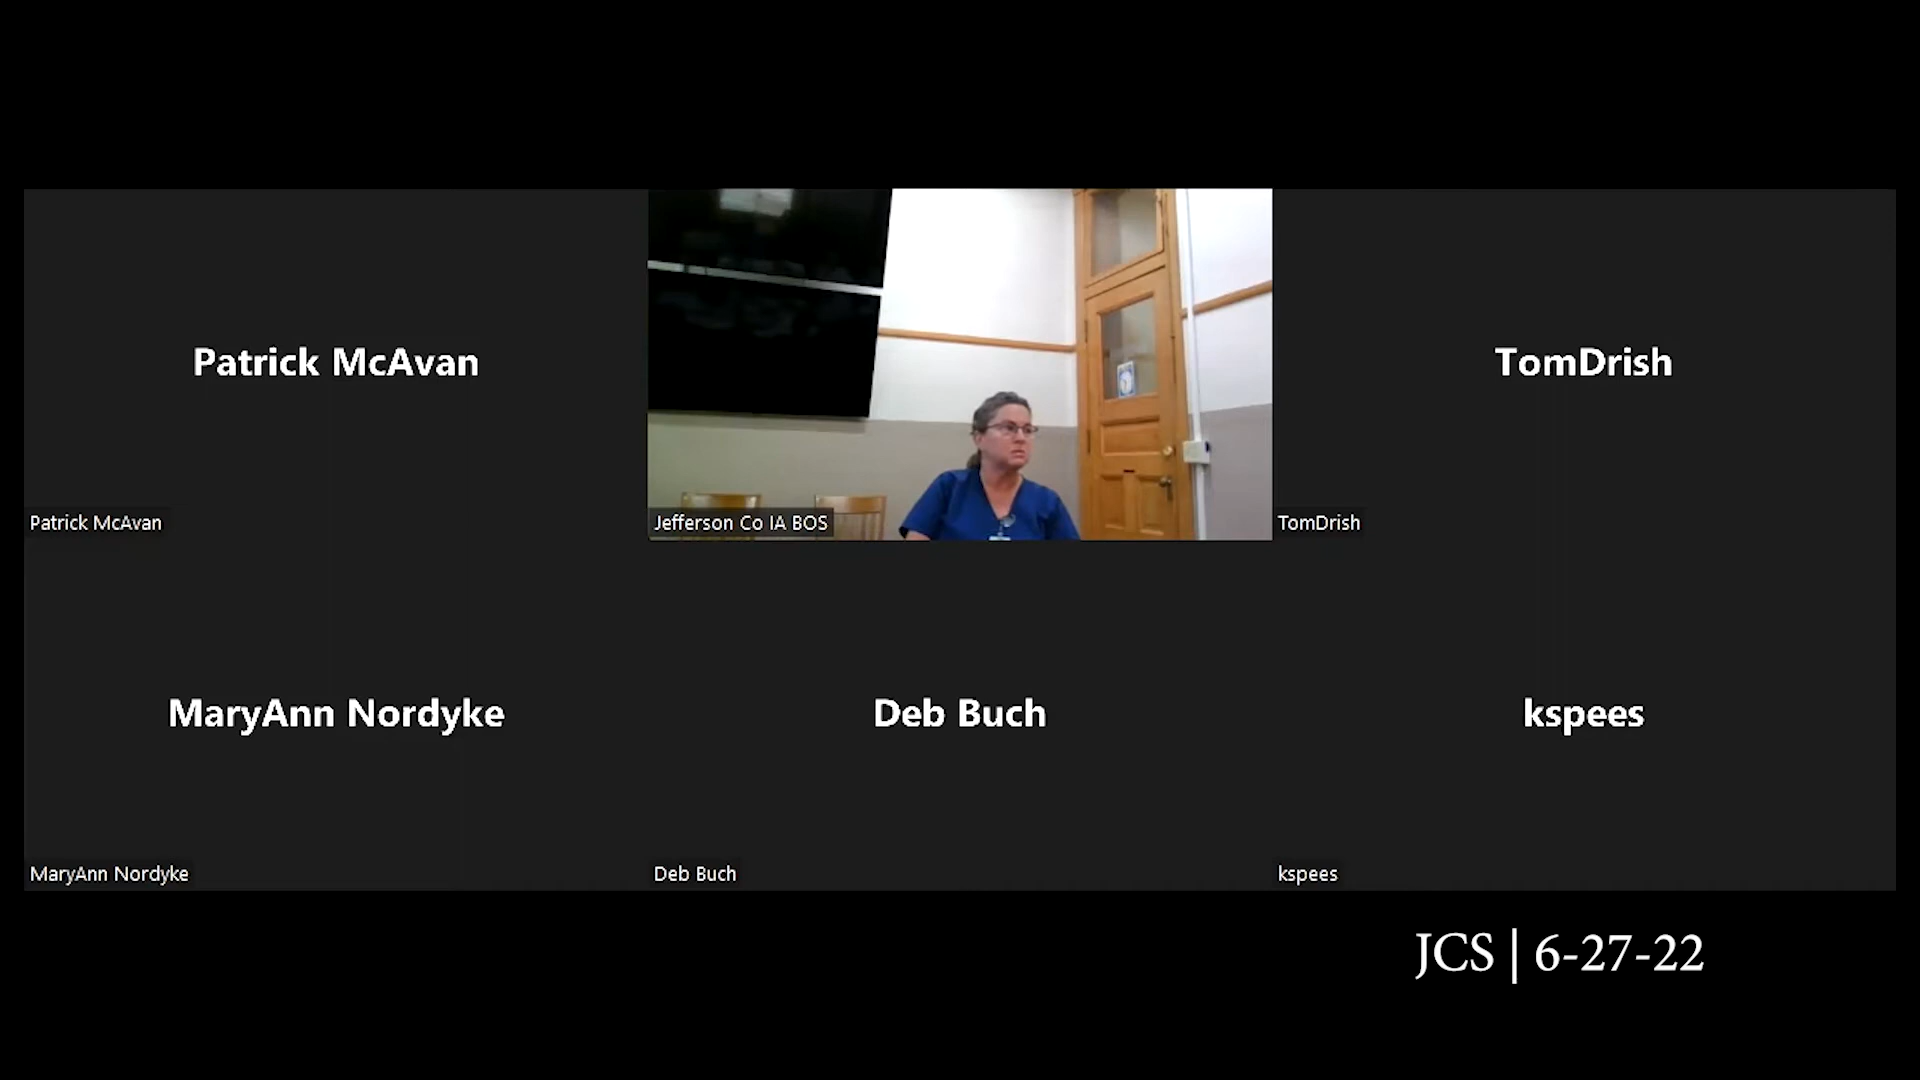 Patrick McAvan
TomDrish
Patrick McAvan
Jefferson Co IA BOS
TomDrish
MaryAnn Nordyke
Deb Buch
kspees
MaryAnn Nordyke
Deb Buch
kspees
JCS | 6-27-22